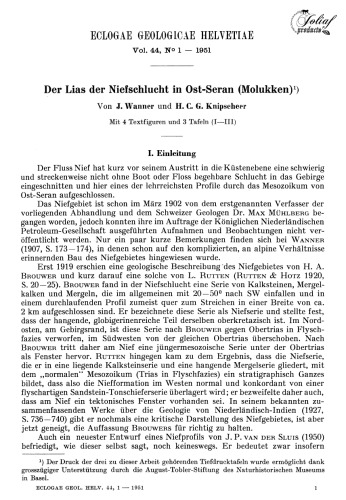 Foliaf
products
ECLOGAE GEOLOGICAE HELVETIAE
Vol. 44, No 1 — 1951
Der Lias der Niefschlucht in Ost-Seran (Molukken)¹)
Von J. Wanner und H. C. G. Knipscheer
Mit 4 Textfiguren und 3 Tafeln (I—III)
I. Einleitung
Der Fluss Nief hat kurz vor seinem Austritt in die Küstenebene eine schwierig
und streckenweise nicht ohne Boot oder Floss begehbare Schlucht in das Gebirge
eingeschnitten und hier eines der lehrreichsten Profile durch das Mesozoikum von
Ost-Seran aufgeschlossen.
Das Niefgebiet ist schon im März 1902 von dem erstgenannten Verfasser der
vorliegenden Abhandlung und dem Schweizer Geologen Dr. MAX MÜHLBERG be-
gangen worden, jedoch konnten ihre im Auftrage der Königlichen Niederländischen
Petroleum-Gesellschaft ausgeführten Aufnahmen und Beobachtungen nicht ver-
öffentlicht werden. Nur ein paar kurze Bemerkungen finden sich bei WANNER
(1907, S. 173—174), in denen schon auf den komplizierten, an alpine Verhältnisse
erinnernden Bau des Niefgebietes hingewiesen wurde.
Erst 1919 erschien eine geologische Beschreibung des Niefgebietes von H. A.
BROUWER und kurz darauf eine solche von L. RUTTEN (RUTTEN & HOTZ 1920,
S. 20—25). BROUWER fand in der Niefschlucht eine Serie von Kalksteinen, Mergel-
kalken und Mergeln, die im allgemeinen mit 20—50° nach SW einfallen und in
einem durchlaufenden Profil zumeist quer zum Streichen in einer Breite von ca.
2 km aufgeschlossen sind. Er bezeichnete diese Serie als Niefserie und stellte fest,
dass der hangende, globigerinenreiche Teil derselben oberkretazisch ist. Im Nord-
osten, am Gebirgsrand, ist diese Serie nach BROUWER gegen Obertrias in Flysch-
fazies verworfen, im Südwesten von der gleichen Obertrias überschoben. Nach
BROUWER tritt daher am Nief eine jüngermesozoische Serie unter der Obertrias
als Fenster hervor. RUTTEN hingegen kam zu dem Ergebnis, dass die Niefserie,
die er in eine liegende Kalksteinserie und eine hangende Mergelserie gliedert, mit
dem „normalen" Mesozoikum (Trias in Flyschfazies) ein stratigraphisch Ganzes
bildet, dass also die Niefformation im Westen normal und konkordant von einer
flyschartigen Sandstein-Tonschieferserie überlagert wird; er bezweifelte daher auch,
dass am Nief ein tektonisches Fenster vorhanden sei. In seinem bekannten zu-
sammenfassenden Werke über die Geologie von Niederländisch-Indien (1927,
S. 736—740) gibt er nochmals eine kritische Darstellung des Niefgebietes, ist aber
jetzt geneigt, die Auffassung BROUWERS für richtig zu halten.
Auch ein neuester Entwurf eines Niefprofils von J. P. VAN DER SLUIS (1950)
befriedigt, wie dieser selbst sagt, noch keineswegs. Er bedeutet zwar insofern
¹) Der Druck der drei zu dieser Arbeit gehörenden Tiefdrucktafeln wurde ermöglicht dank
grosszügiger Unterstützung durch die August-Tobler-Stiftung des Naturhistorischen Museums
in Basel.
ECLOGAE GEOL. HELV. 44, 1 — 1951 1